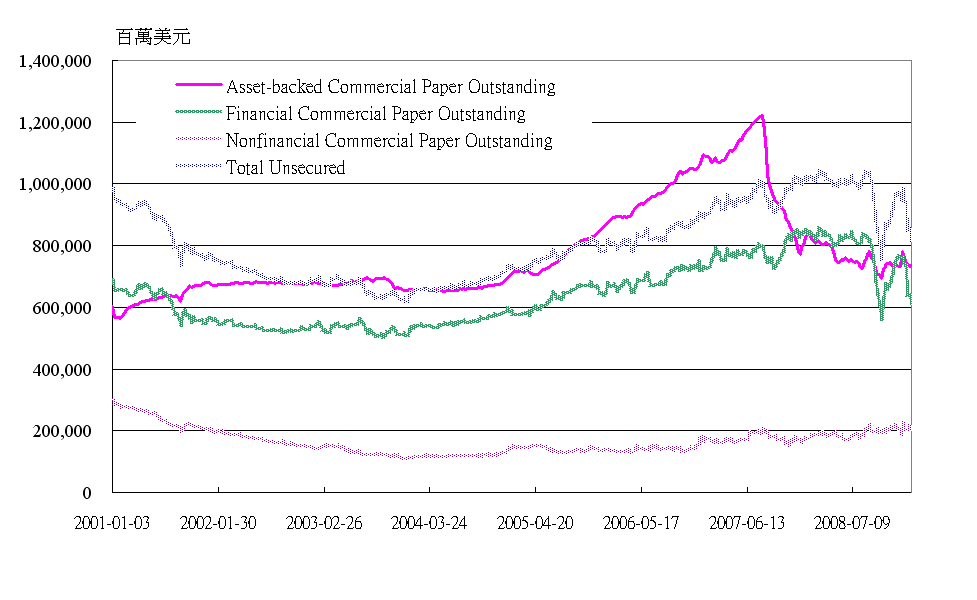 百萬美元
1,400,000
1,200,000
1,000,000
800,000
600,000
400,000
200,000
0
Asset-backed Commercial Paper Outstanding
Financial Commercial Paper Outstanding
Nonfinancial Commercial Paper Outstanding
Total Unsecured
2001-01-03 2002-01-30 2003-02-26 2004-03-24 2005-04-20 2006-05-17 2007-06-13 2008-07-09